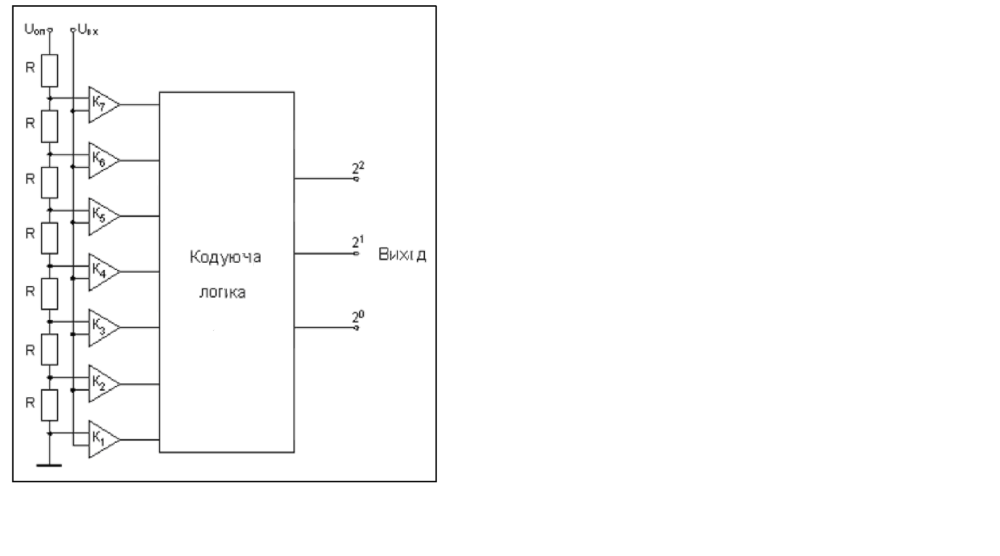 Uоп Uвх
R
K7
R
K6
2²
R
K5
R
2¹
Кодуюча
Вихід
K4
R
логіка
K3
2⁰
R
K2
R
K1